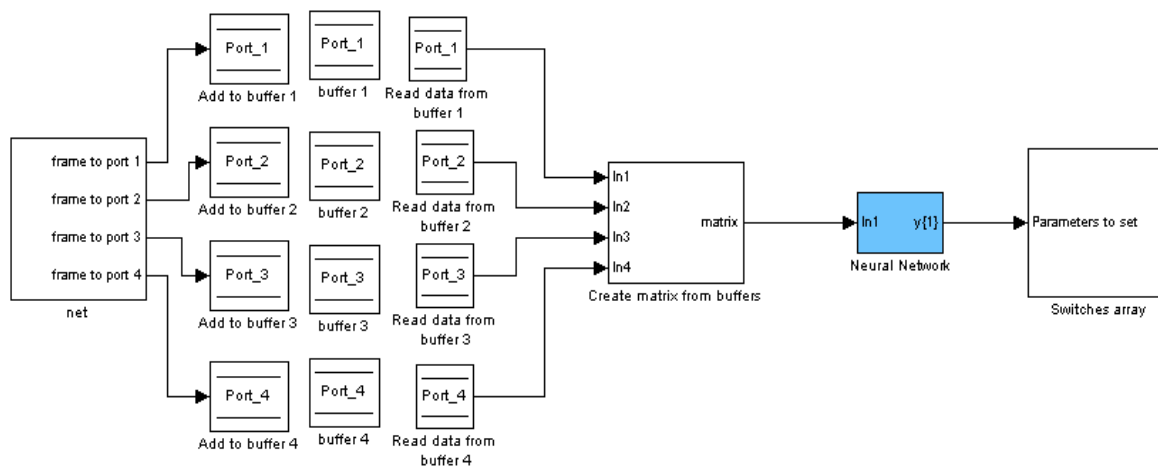 Port_1
Port_1
Port_1
Add to buffer 1
buffer 1
Read data from
buffer 1
frame to port 1
frame to port 2
frame to port 3
frame to port 4
net
Port_2
Port_2
Port_2
Add to buffer 2
buffer 2
Read data from
buffer 2
Port_3
Port_3
Port_3
Add to buffer 3
buffer 3
Read data from
buffer 3
Port_4
Port_4
Port_4
Add to buffer 4
buffer 4
Read data from
buffer 4
In1
In2
In3
In4
matrix
Create matrix from buffers
In1
y{1}
Neural Network
Parameters to set
Switches array